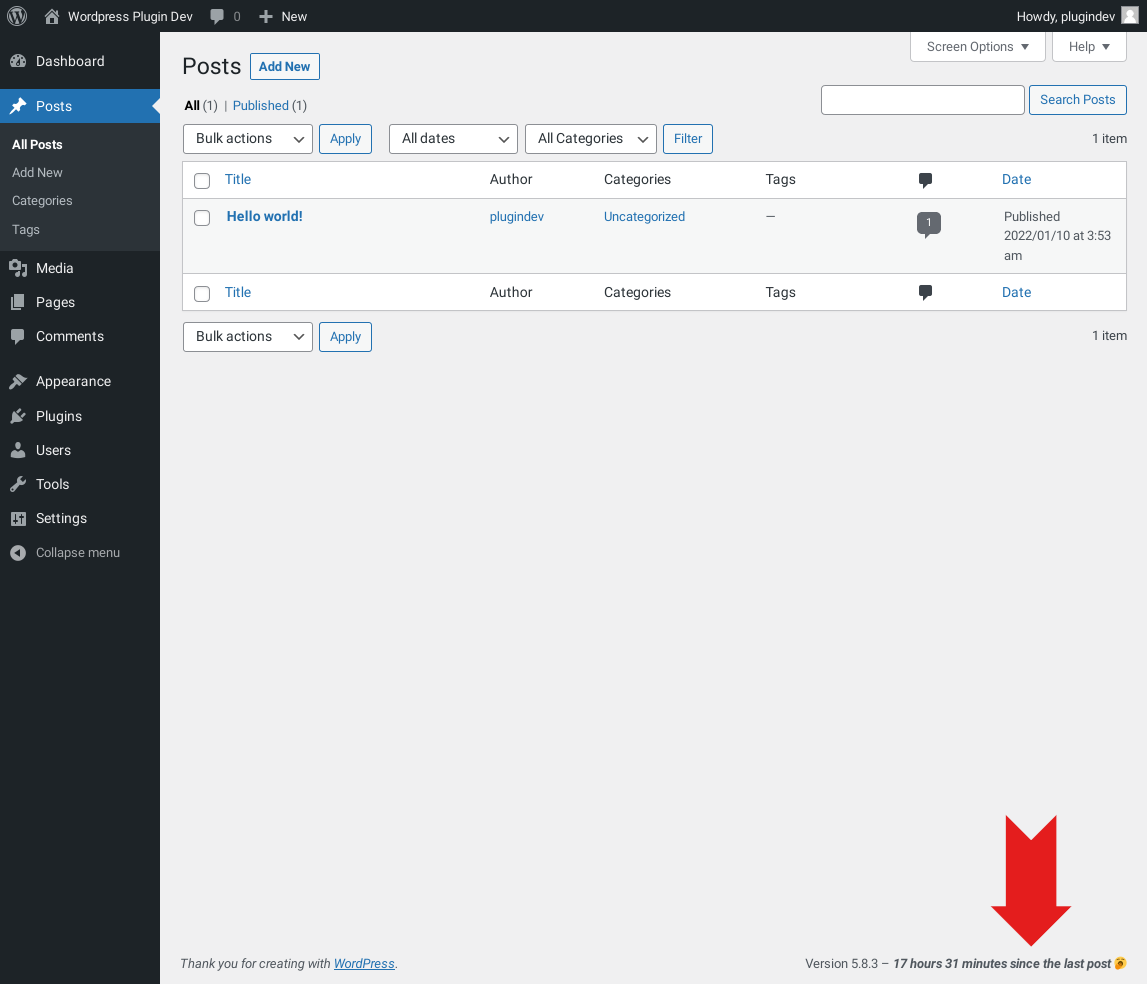 Wordpress Plugin Dev 0 New Howdy, plugindev
Screen Options Help
Dashboard
Posts
All Posts
Add New
Categories
Tags
Media
Pages
Comments
Appearance
Plugins
Users
Tools
Settings
Collapse menu
Posts Add New
All (1) | Published (1) Search Posts
Bulk actions Apply All dates All Categories Filter 1 item
Title Author Categories Tags Date
Hello world! plugindev Uncategorized — 1 Published
2022/01/10 at 3:53
am
Title Author Categories Tags Date
Bulk actions Apply 1 item
Thank you for creating with WordPress. Version 5.8.3 – 17 hours 31 minutes since the last post 🤔